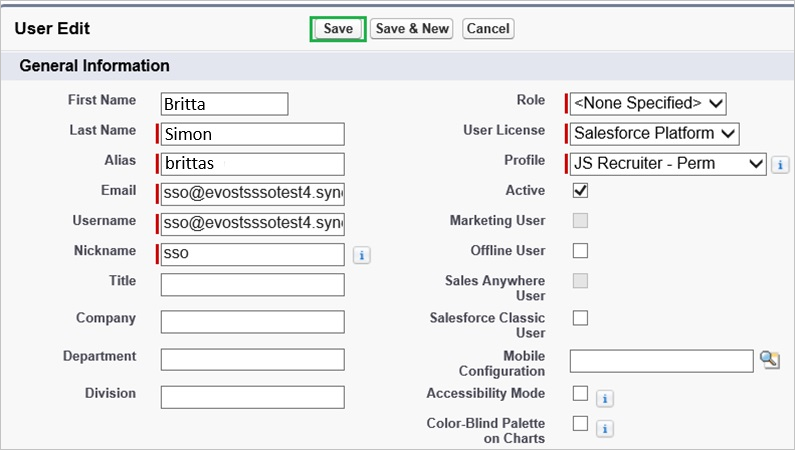 User Edit
Save
Save & New
Cancel
General Information
First Name
Britta
Last Name
Simon
Alias
brittas
Email
sso@evostssotest4.syn
Username
sso@evostssotest4.syn
Nickname
sso
i
Title
Company
Department
Division
Role
<None Specified>
User License
Salesforce Platform
Profile
JS Recruiter - Perm
i
Active
Marketing User
Offline User
Sales Anywhere
User
Salesforce Classic
User
Mobile
Configuration
Accessibility Mode
i
Color-Blind Palette
on Charts
i